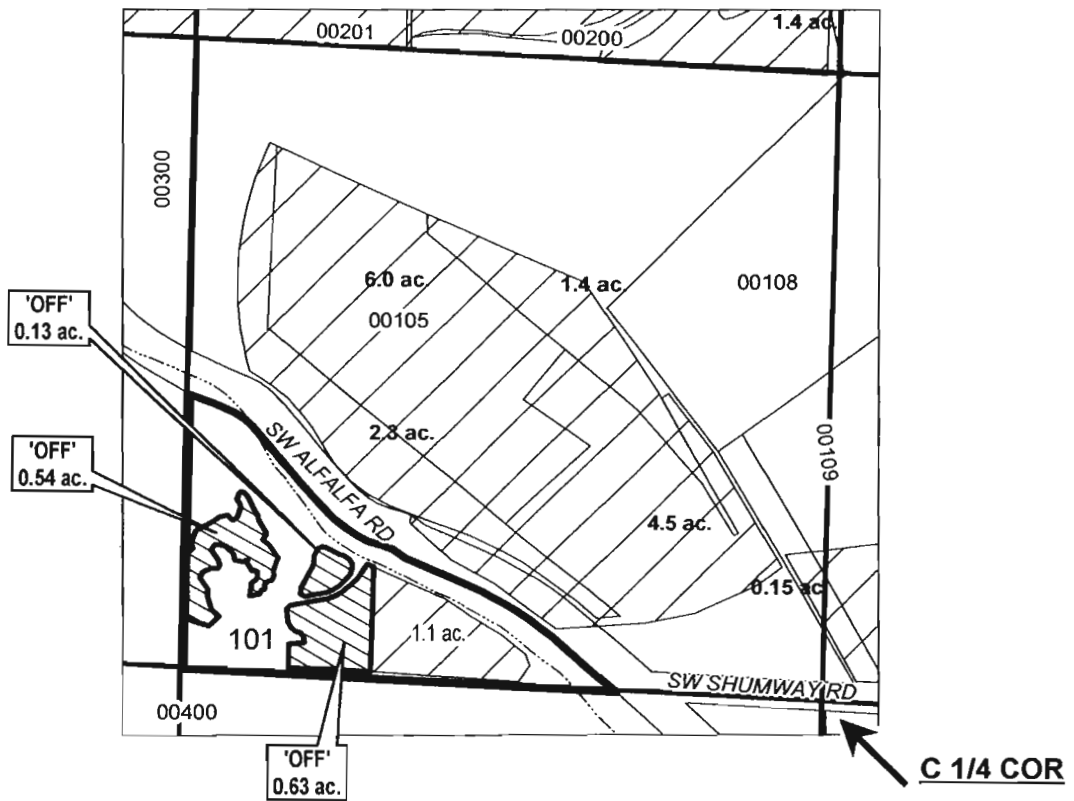 1.4 ac.
00201
00200
00300
6.0 ac.
1.4 ac.
00108
00105
'OFF'
0.13 ac.
2.3 ac.
SW ALFALFA RD
00109
'OFF'
0.54 ac.
4.5 ac.
0.15 ac
101
1.1 ac.
SW SHUMWAY RD
00400
'OFF'
0.63 ac.
C 1/4 COR